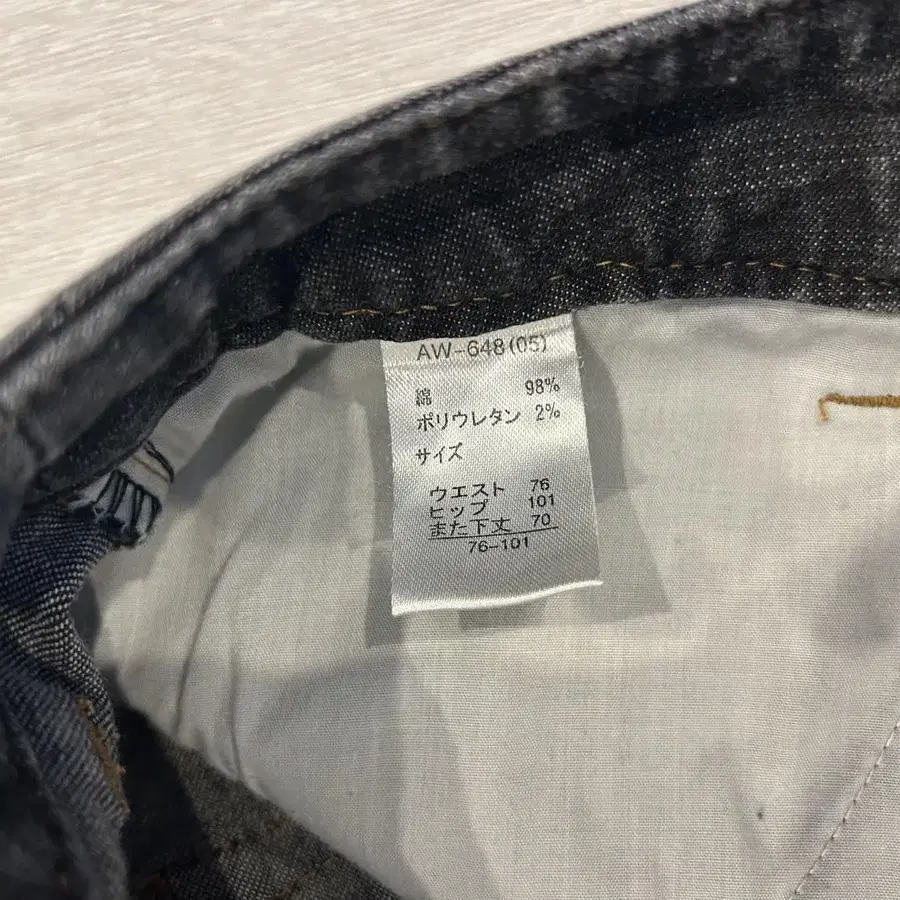 AW-648(05)
綿 98%
ポリウレタン 2%
サイズ
ウエスト 76
ヒップ 101
また下丈 70
76-101